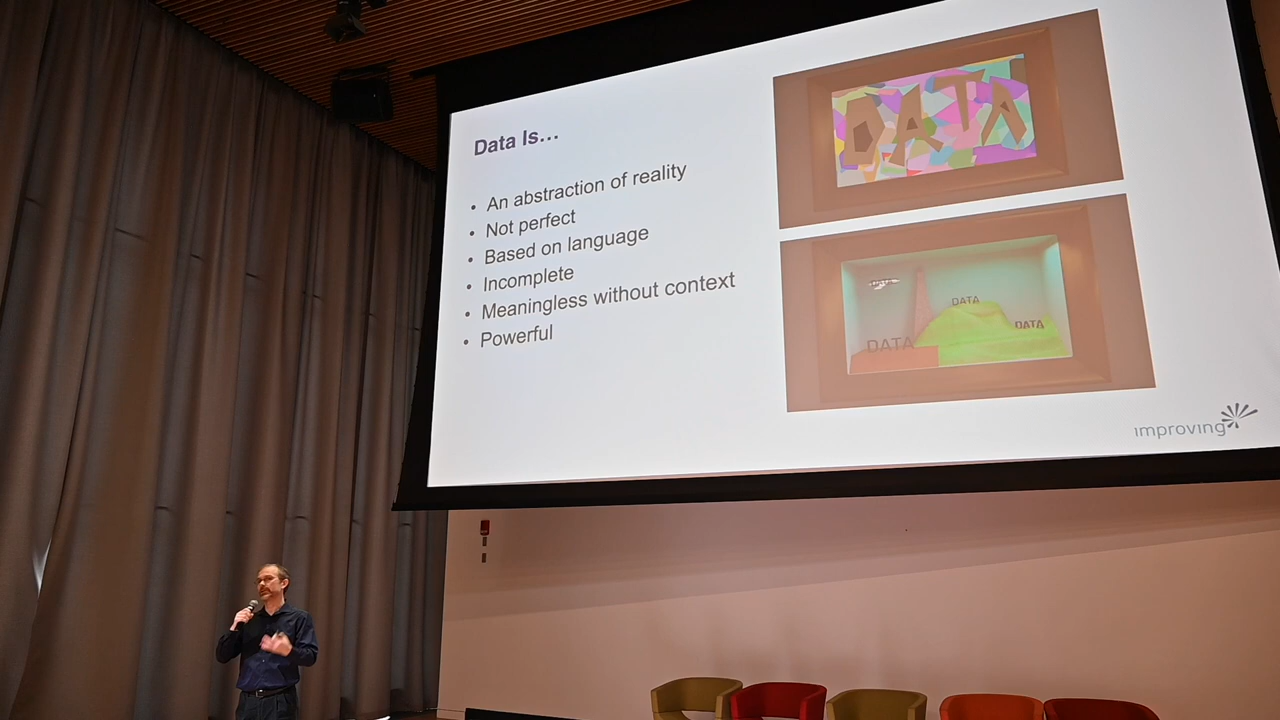 Data Is…
• An abstraction of reality
• Not perfect
• Based on language
• Incomplete
• Meaningless without context
• Powerful
DATA
DATA
DATA
DATA
DATA
improving